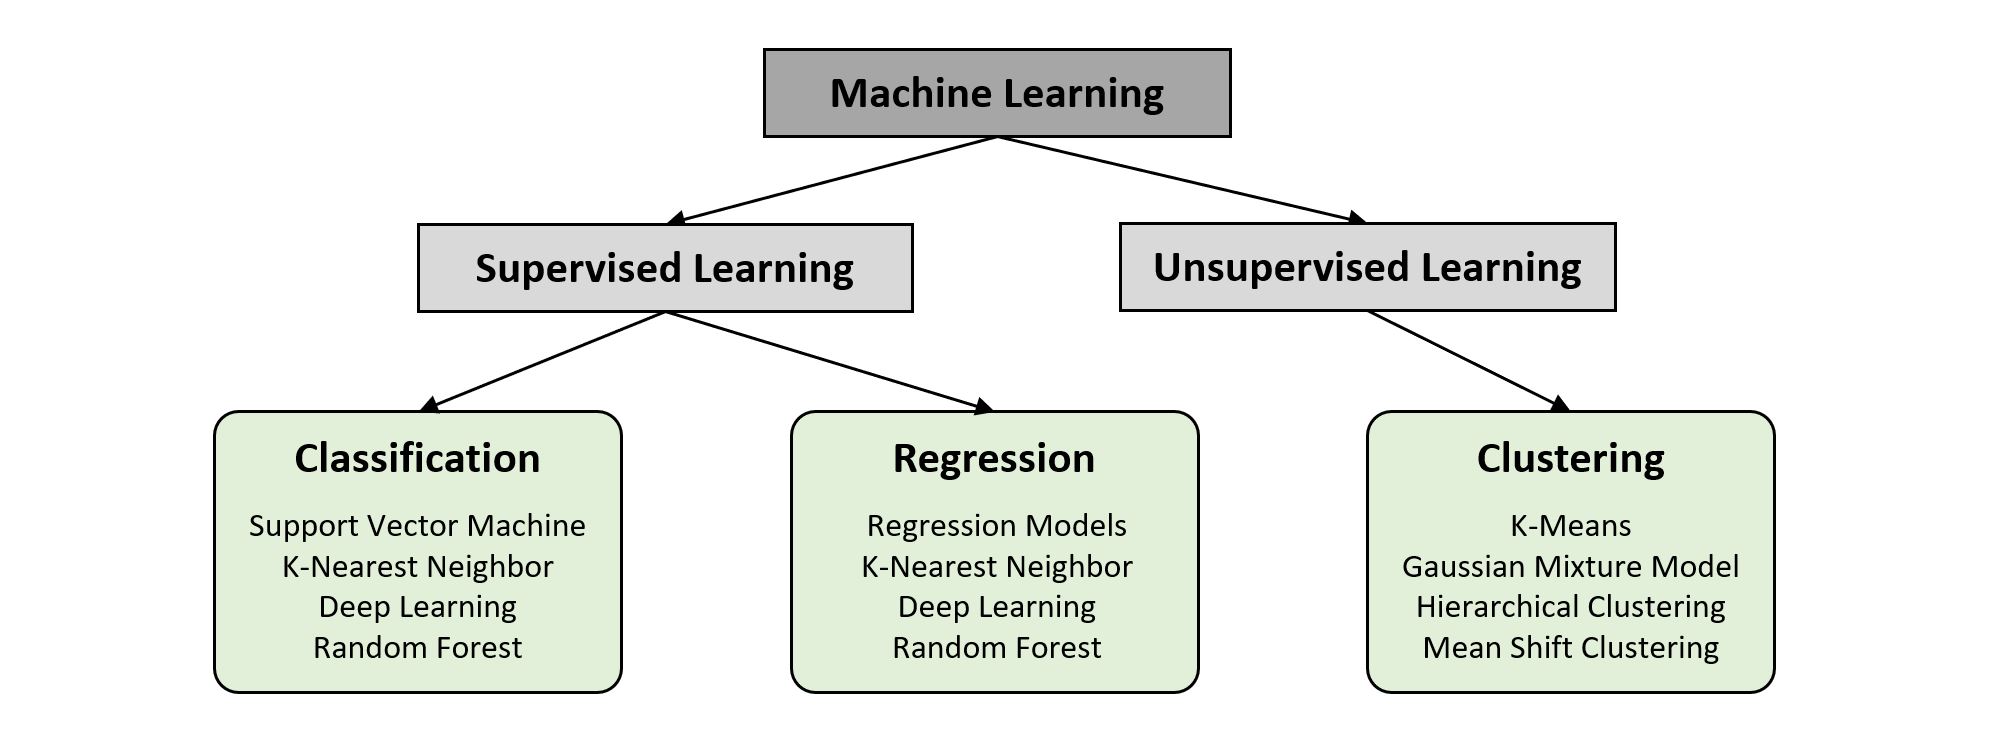 Machine Learning
Supervised Learning
Unsupervised Learning
Classification
Support Vector Machine
K-Nearest Neighbor
Deep Learning
Random Forest
Regression
Regression Models
K-Nearest Neighbor
Deep Learning
Random Forest
Clustering
K-Means
Gaussian Mixture Model
Hierarchical Clustering
Mean Shift Clustering